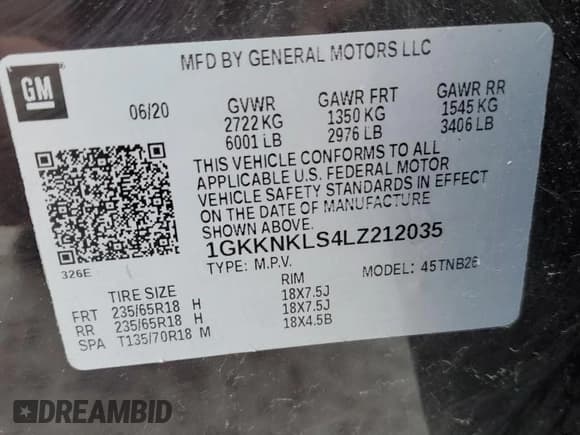 MFD BY GENERAL MOTORS LLC
GM
06/20
GVWR GAWR FRT GAWR RR
2722 KG 1350 KG 1545 KG
6001 LB 2976 LB 3406 LB
THIS VEHICLE CONFORMS TO ALL
APPLICABLE U.S. FEDERAL MOTOR
VEHICLE SAFETY STANDARDS IN EFFECT
ON THE DATE OF MANUFACTURE
SHOWN ABOVE.
326E
1GKKNKLS4LZ212035
TYPE: M.P.V. MODEL: 45TNB26
TIRE SIZE RIM
FRT 235/65R18 H 18X7.5J
RR 235/65R18 H 18X7.5J
SPA T135/70R18 M 18X4.5B
DREAMBID